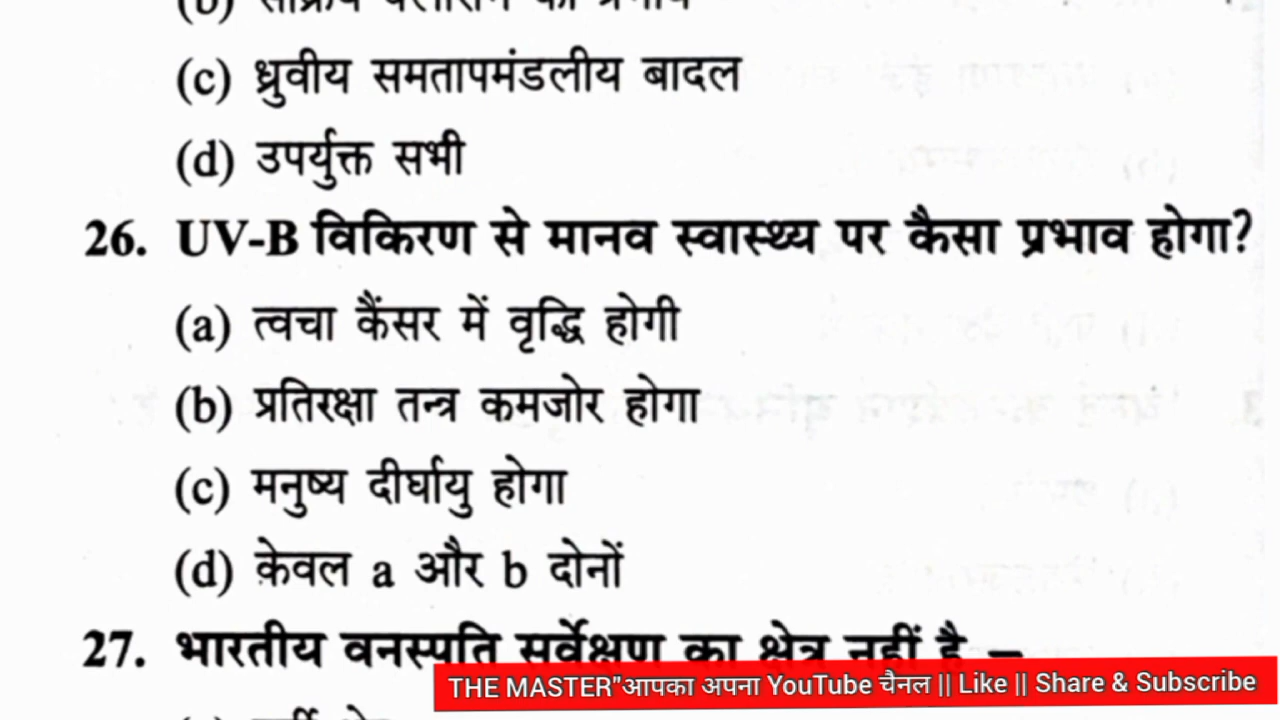 (c) ध्रुवीय समतापमंडलीय बादल
(d) उपर्युक्त सभी
26. UV-B विकिरण से मानव स्वास्थ्य पर कैसा प्रभाव होगा?
(a) त्वचा कैंसर में वृद्धि होगी
(b) प्रतिरक्षा तन्त्र कमजोर होगा
(c) मनुष्य दीर्घायु होगा
(d) केवल a और b दोनों
27. भारतीय वनस्पति सर्वेक्षण का क्षेत्र नहीं है –
THE MASTER"आपका अपना YouTube चैनल || Like || Share & Subscribe